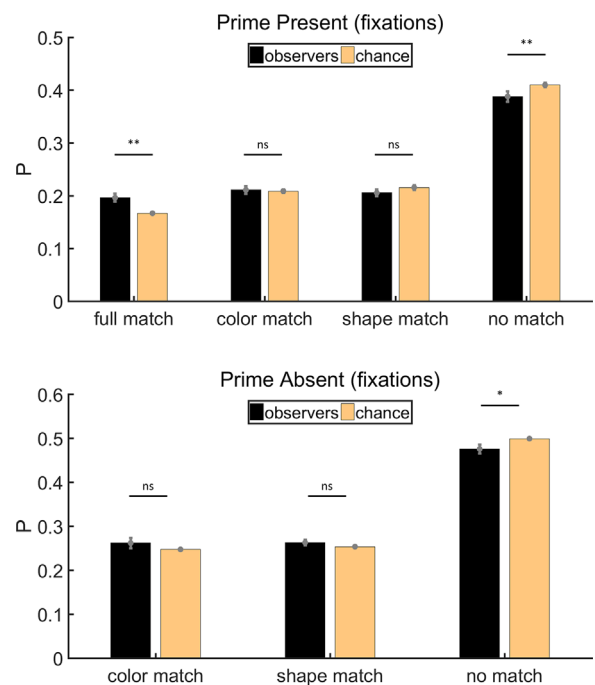 Prime Present (fixations)
observers chance
0.5
0.4
0.3
0.2
0.1
0
P
**
ns
ns
**
full match color match shape match no match
Prime Absent (fixations)
observers chance
0.6
0.5
0.4
0.3
0.2
0.1
0
P
ns
ns
*
color match shape match no match